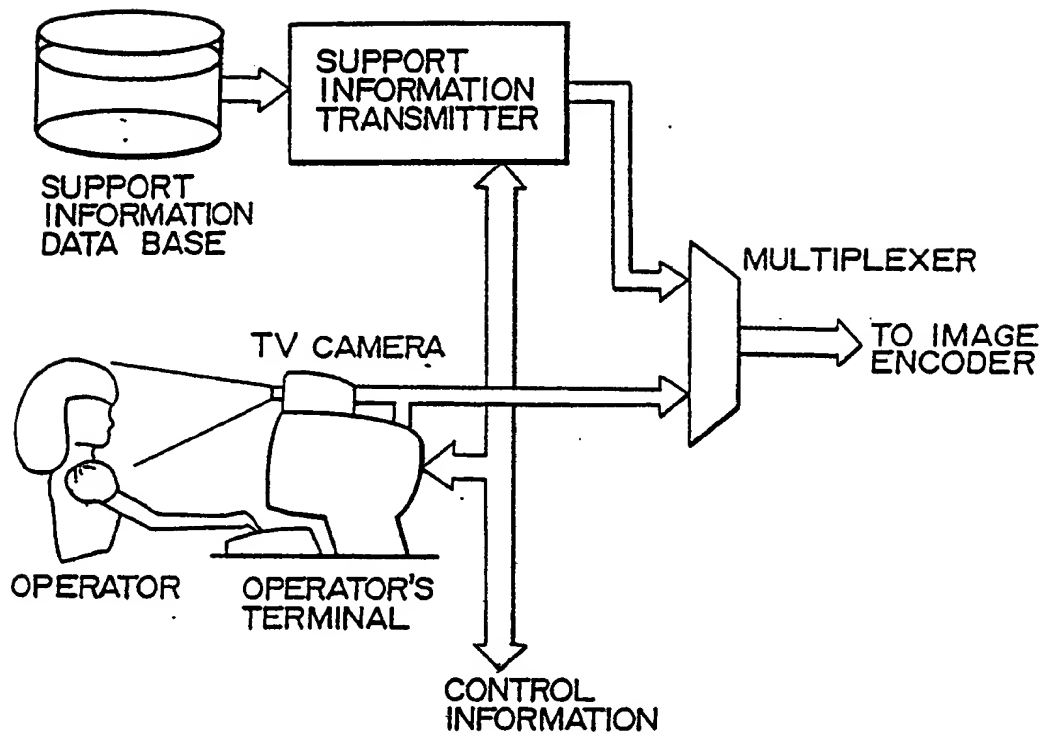 SUPPORT
INFORMATION
TRANSMITTER
SUPPORT
INFORMATION
DATA BASE
MULTIPLEXER
TO IMAGE
ENCODER
TV CAMERA
OPERATOR
OPERATOR'S
TERMINAL
CONTROL
INFORMATION